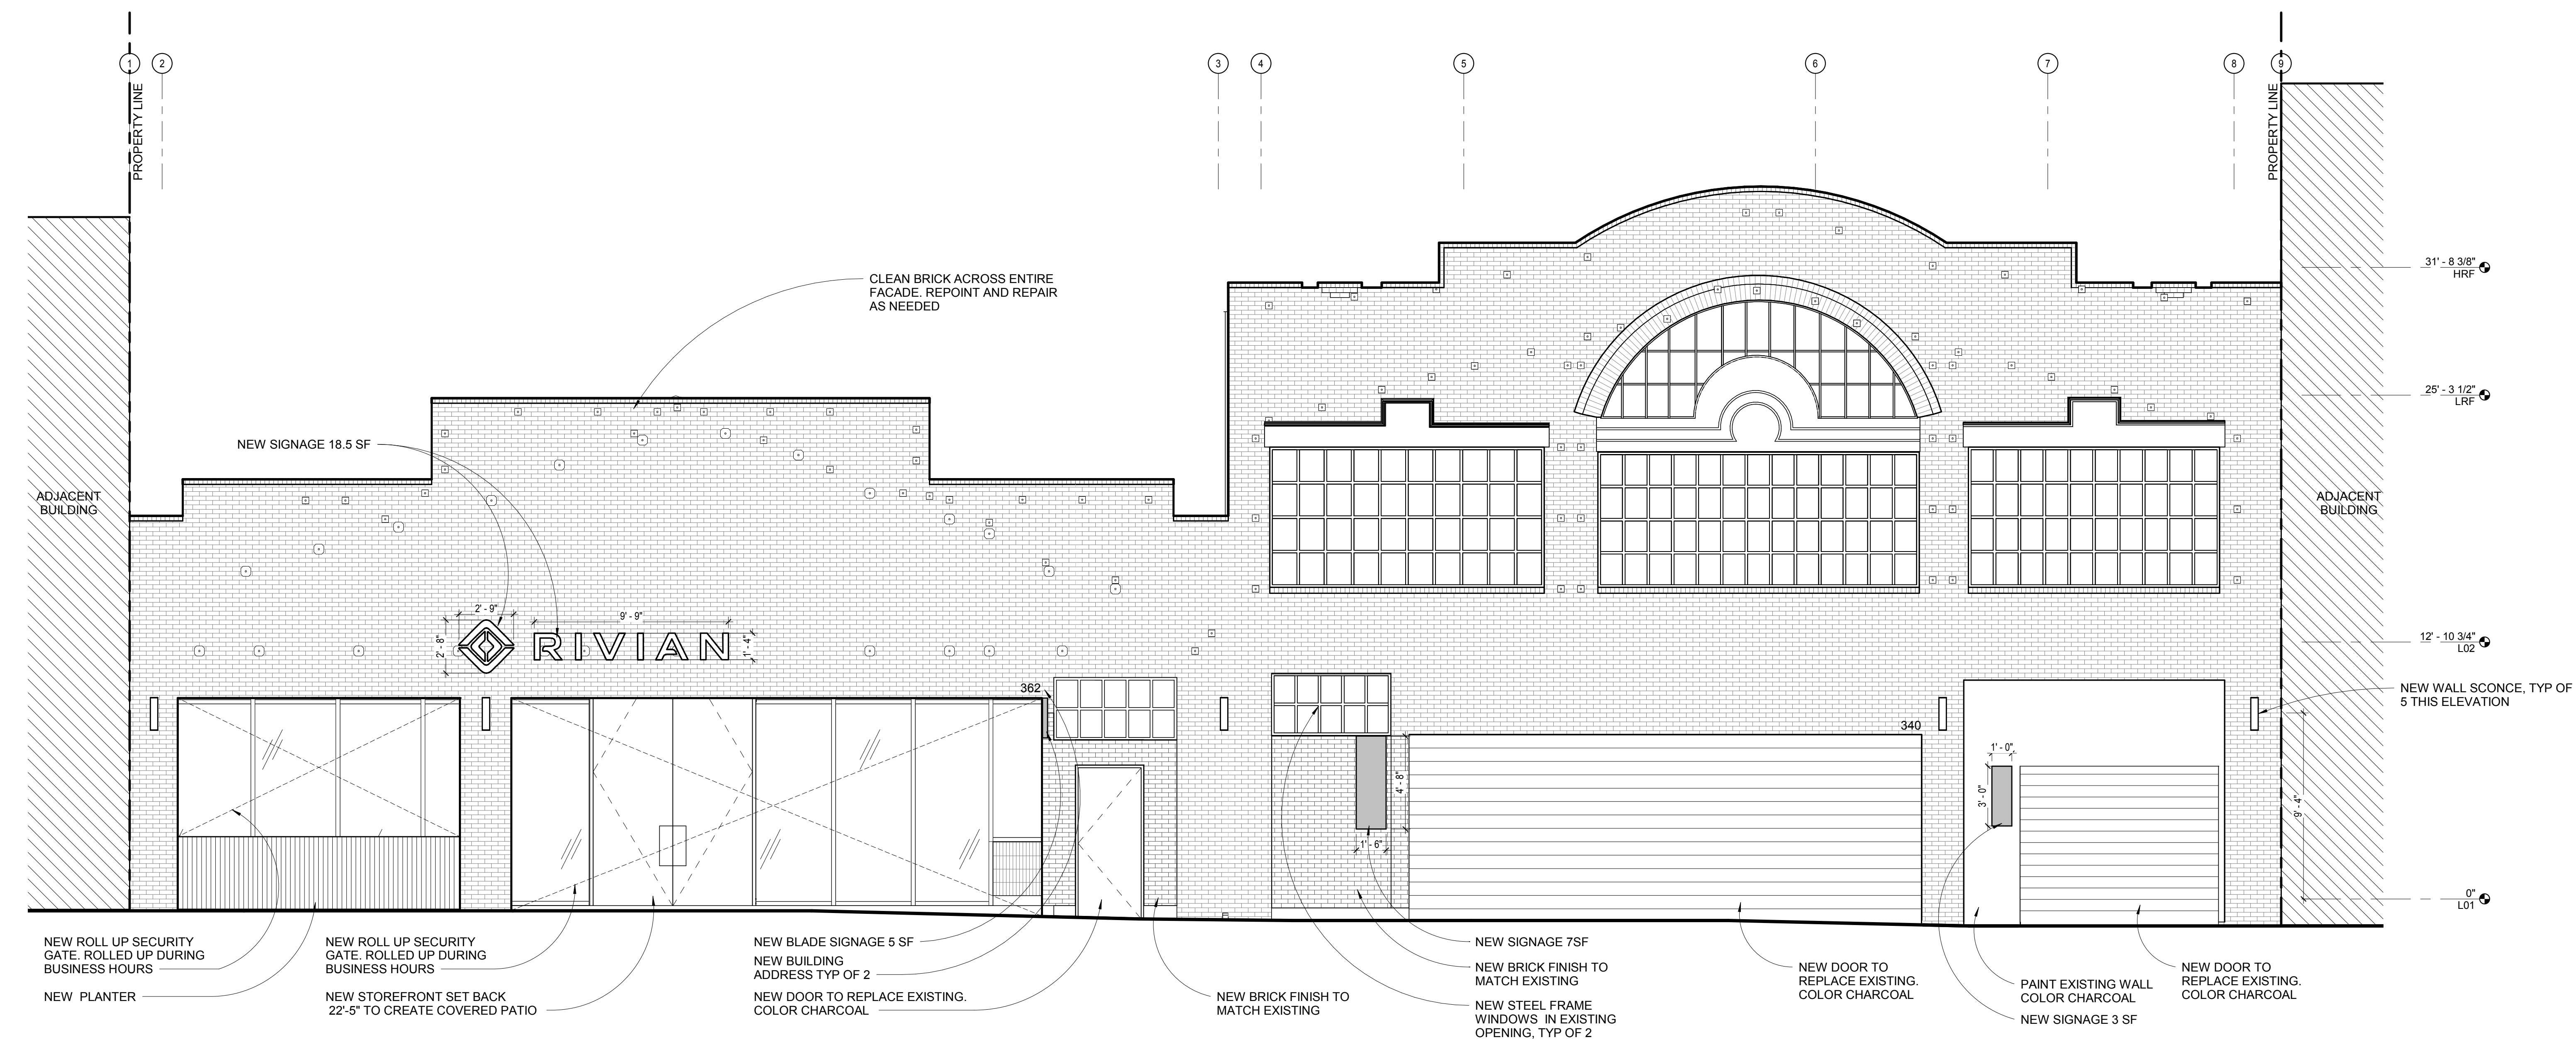 1
2
3
4
5
6
7
8
9
PROPERTY LINE
PROPERTY LINE
31' - 8 3/8"
HRF
CLEAN BRICK ACROSS ENTIRE
FACADE. REPOINT AND REPAIR
AS NEEDED
25' - 3 1/2"
LRF
NEW SIGNAGE 18.5 SF
ADJACENT
BUILDING
ADJACENT
BUILDING
2' - 9"
9' - 9"
2' - 8"
RIVIAN
1' - 4"
12' - 10 3/4"
L02
362
NEW WALL SCONCE, TYP OF
5 THIS ELEVATION
340
1' - 0"
4' - 8"
3' - 0"
9' - 4"
1' - 6"
0"
L01
NEW ROLL UP SECURITY
GATE. ROLLED UP DURING
BUSINESS HOURS
NEW  PLANTER
NEW ROLL UP SECURITY
GATE. ROLLED UP DURING
BUSINESS HOURS
NEW STOREFRONT SET BACK
22'-5" TO CREATE COVERED PATIO
NEW BLADE SIGNAGE 5 SF
NEW BUILDING
ADDRESS TYP OF 2
NEW DOOR TO REPLACE EXISTING.
COLOR CHARCOAL
NEW BRICK FINISH TO
MATCH EXISTING
NEW SIGNAGE 7SF
NEW BRICK FINISH TO
MATCH EXISTING
NEW STEEL FRAME
WINDOWS  IN EXISTING
OPENING, TYP OF 2
NEW DOOR TO
REPLACE EXISTING.
COLOR CHARCOAL
PAINT EXISTING WALL
COLOR CHARCOAL
NEW SIGNAGE 3 SF
NEW DOOR TO
REPLACE EXISTING.
COLOR CHARCOAL